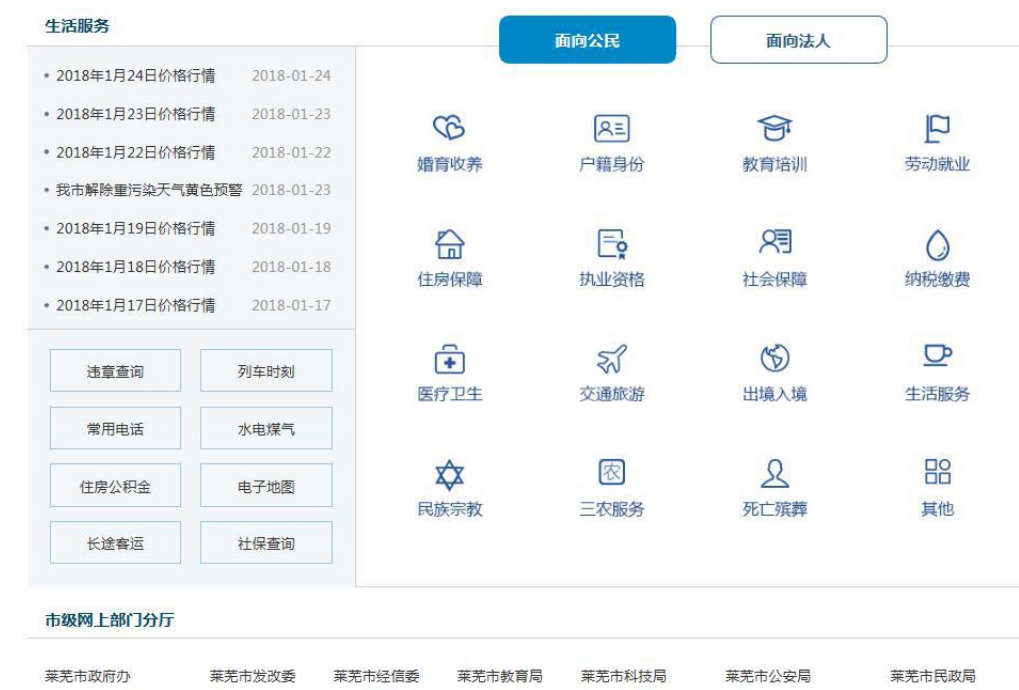 生活服务
面向公民 面向法人
• 2018年1月24日价格行情 2018-01-24
• 2018年1月23日价格行情 2018-01-23
• 2018年1月22日价格行情 2018-01-22
• 我市解除重污染天气黄色预警 2018-01-23
• 2018年1月19日价格行情 2018-01-19
• 2018年1月18日价格行情 2018-01-18
• 2018年1月17日价格行情 2018-01-17
违章查询 列车时刻
常用电话 水电煤气
住房公积金 电子地图
长途客运 社保查询
婚育收养 户籍身份 教育培训 劳动就业
住房保障 执业资格 社会保障 纳税缴费
医疗卫生 交通旅游 出境入境 生活服务
农
民族宗教 三农服务 死亡殡葬 其他
市级网上部门分厅
莱芜市政府办 莱芜市发改委 莱芜市经信委 莱芜市教育局 莱芜市科技局 莱芜市公安局 莱芜市民政局